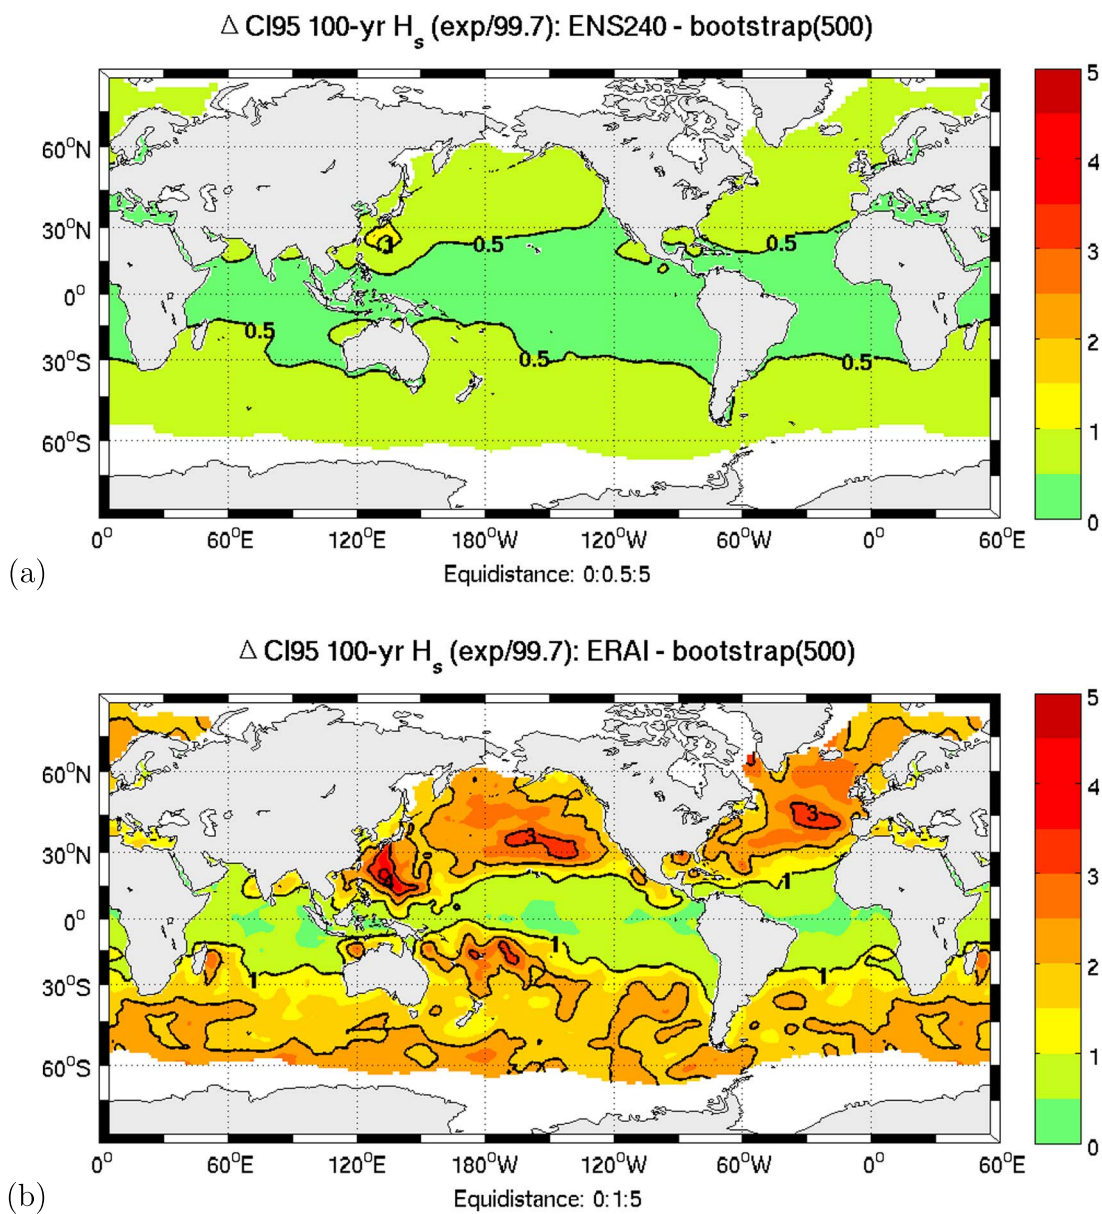 Δ CI95 100-yr Hs (exp/99.7): ENS240 - bootstrap(500)
5
4
3
2
1
0
60°N
30°N
0°
30°S
60°S
1
0.5
0.5
0.5
0.5
0.5
0° 60°E 120°E 180°W 120°W 60°W 0° 60°E
(a)
Equidistance: 0:0.5:5
Δ CI95 100-yr Hs (exp/99.7): ERAI - bootstrap(500)
5
4
3
2
1
0
60°N
30°N
0°
30°S
60°S
3
3
1
1
1
1
0° 60°E 120°E 180°W 120°W 60°W 0° 60°E
(b)
Equidistance: 0:1:5